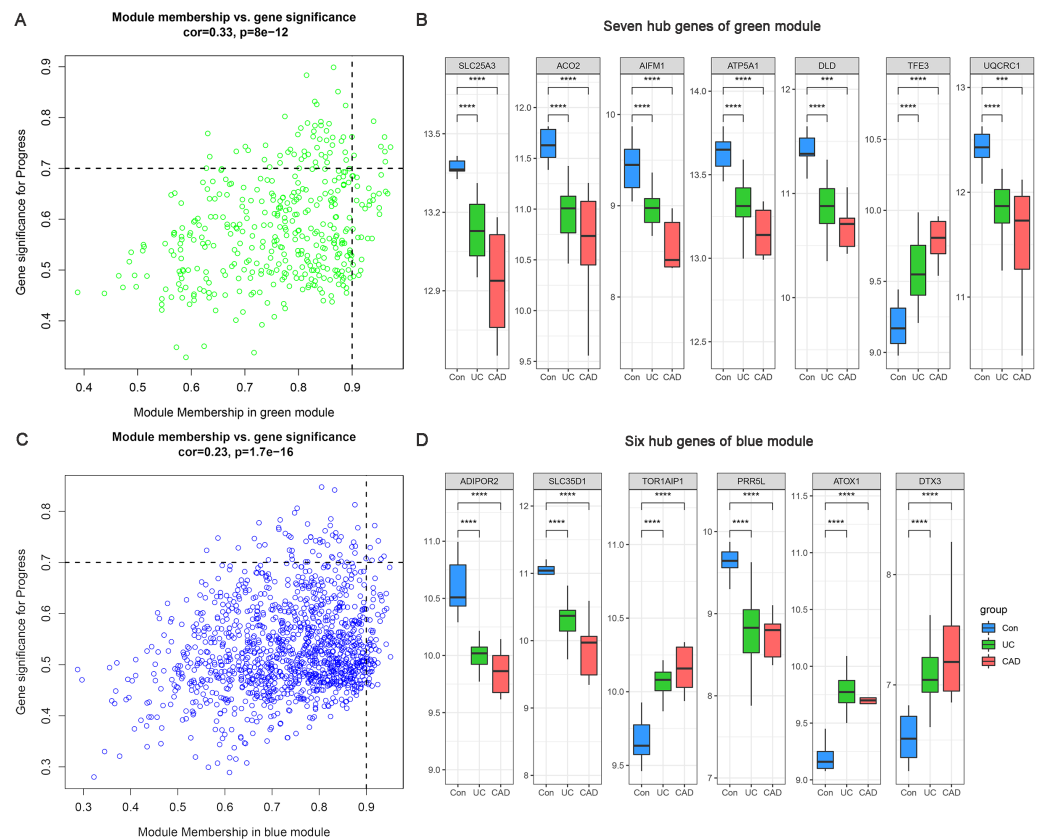 A
Module membership vs. gene significance
cor=0.33, p=8e−12
Gene significance for Progress
0.9
0.8
0.7
0.6
0.5
0.4
0.4 0.5 0.6 0.7 0.8 0.9
Module Membership in green module
B
Seven hub genes of green module
SLC25A3 ACO2 AIFM1 ATP5A1 DLD TFE3 UQCRC1
**** **** **** **** *** **** ***
**** **** **** **** **** **** ****
13.5
13.2
12.9
12.0
11.5
11.0
10.5
10.0
9.5
10
9
8
14.0
13.5
13.0
12.5
12
11
10
10.5
10.0
9.5
9.0
13
12
11
Con UC CAD Con UC CAD Con UC CAD Con UC CAD Con UC CAD Con UC CAD Con UC CAD
C
Module membership vs. gene significance
cor=0.23, p=1.7e−16
Gene significance for Progress
0.8
0.7
0.6
0.5
0.4
0.3
0.3 0.4 0.5 0.6 0.7 0.8 0.9
Module Membership in blue module
D
Six hub genes of blue module
ADIPOR2 SLC35D1 TOR1AIP1 PRR5L ATOX1 DTX3
**** **** **** **** **** ****
**** **** **** **** **** ****
11.0
10.5
10.0
9.5
9.0
12
11
10
9
8
11.0
10.5
10.0
9.5
10
9
8
7
11.5
11.0
10.5
10.0
9.5
9.0
8
7
Con UC CAD Con UC CAD Con UC CAD Con UC CAD Con UC CAD Con UC CAD
group
Con
UC
CAD